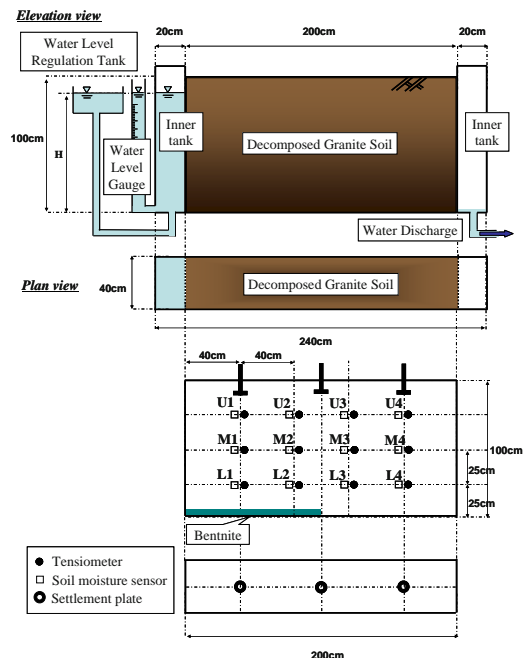 Elevation view
20cm
200cm
20cm
Water Level
Regulation Tank
100cm
H
Water
Level
Gauge
Inner
tank
Decomposed Granite Soil
Inner
tank
Water Discharge
Plan view
40cm
Decomposed Granite Soil
240cm
40cm
40cm
U1
U2
U3
U4
M1
M2
M3
M4
L1
L2
L3
L4
100cm
25cm
25cm
Bentnite
Tensiometer
Soil moisture sensor
Settlement plate
200cm